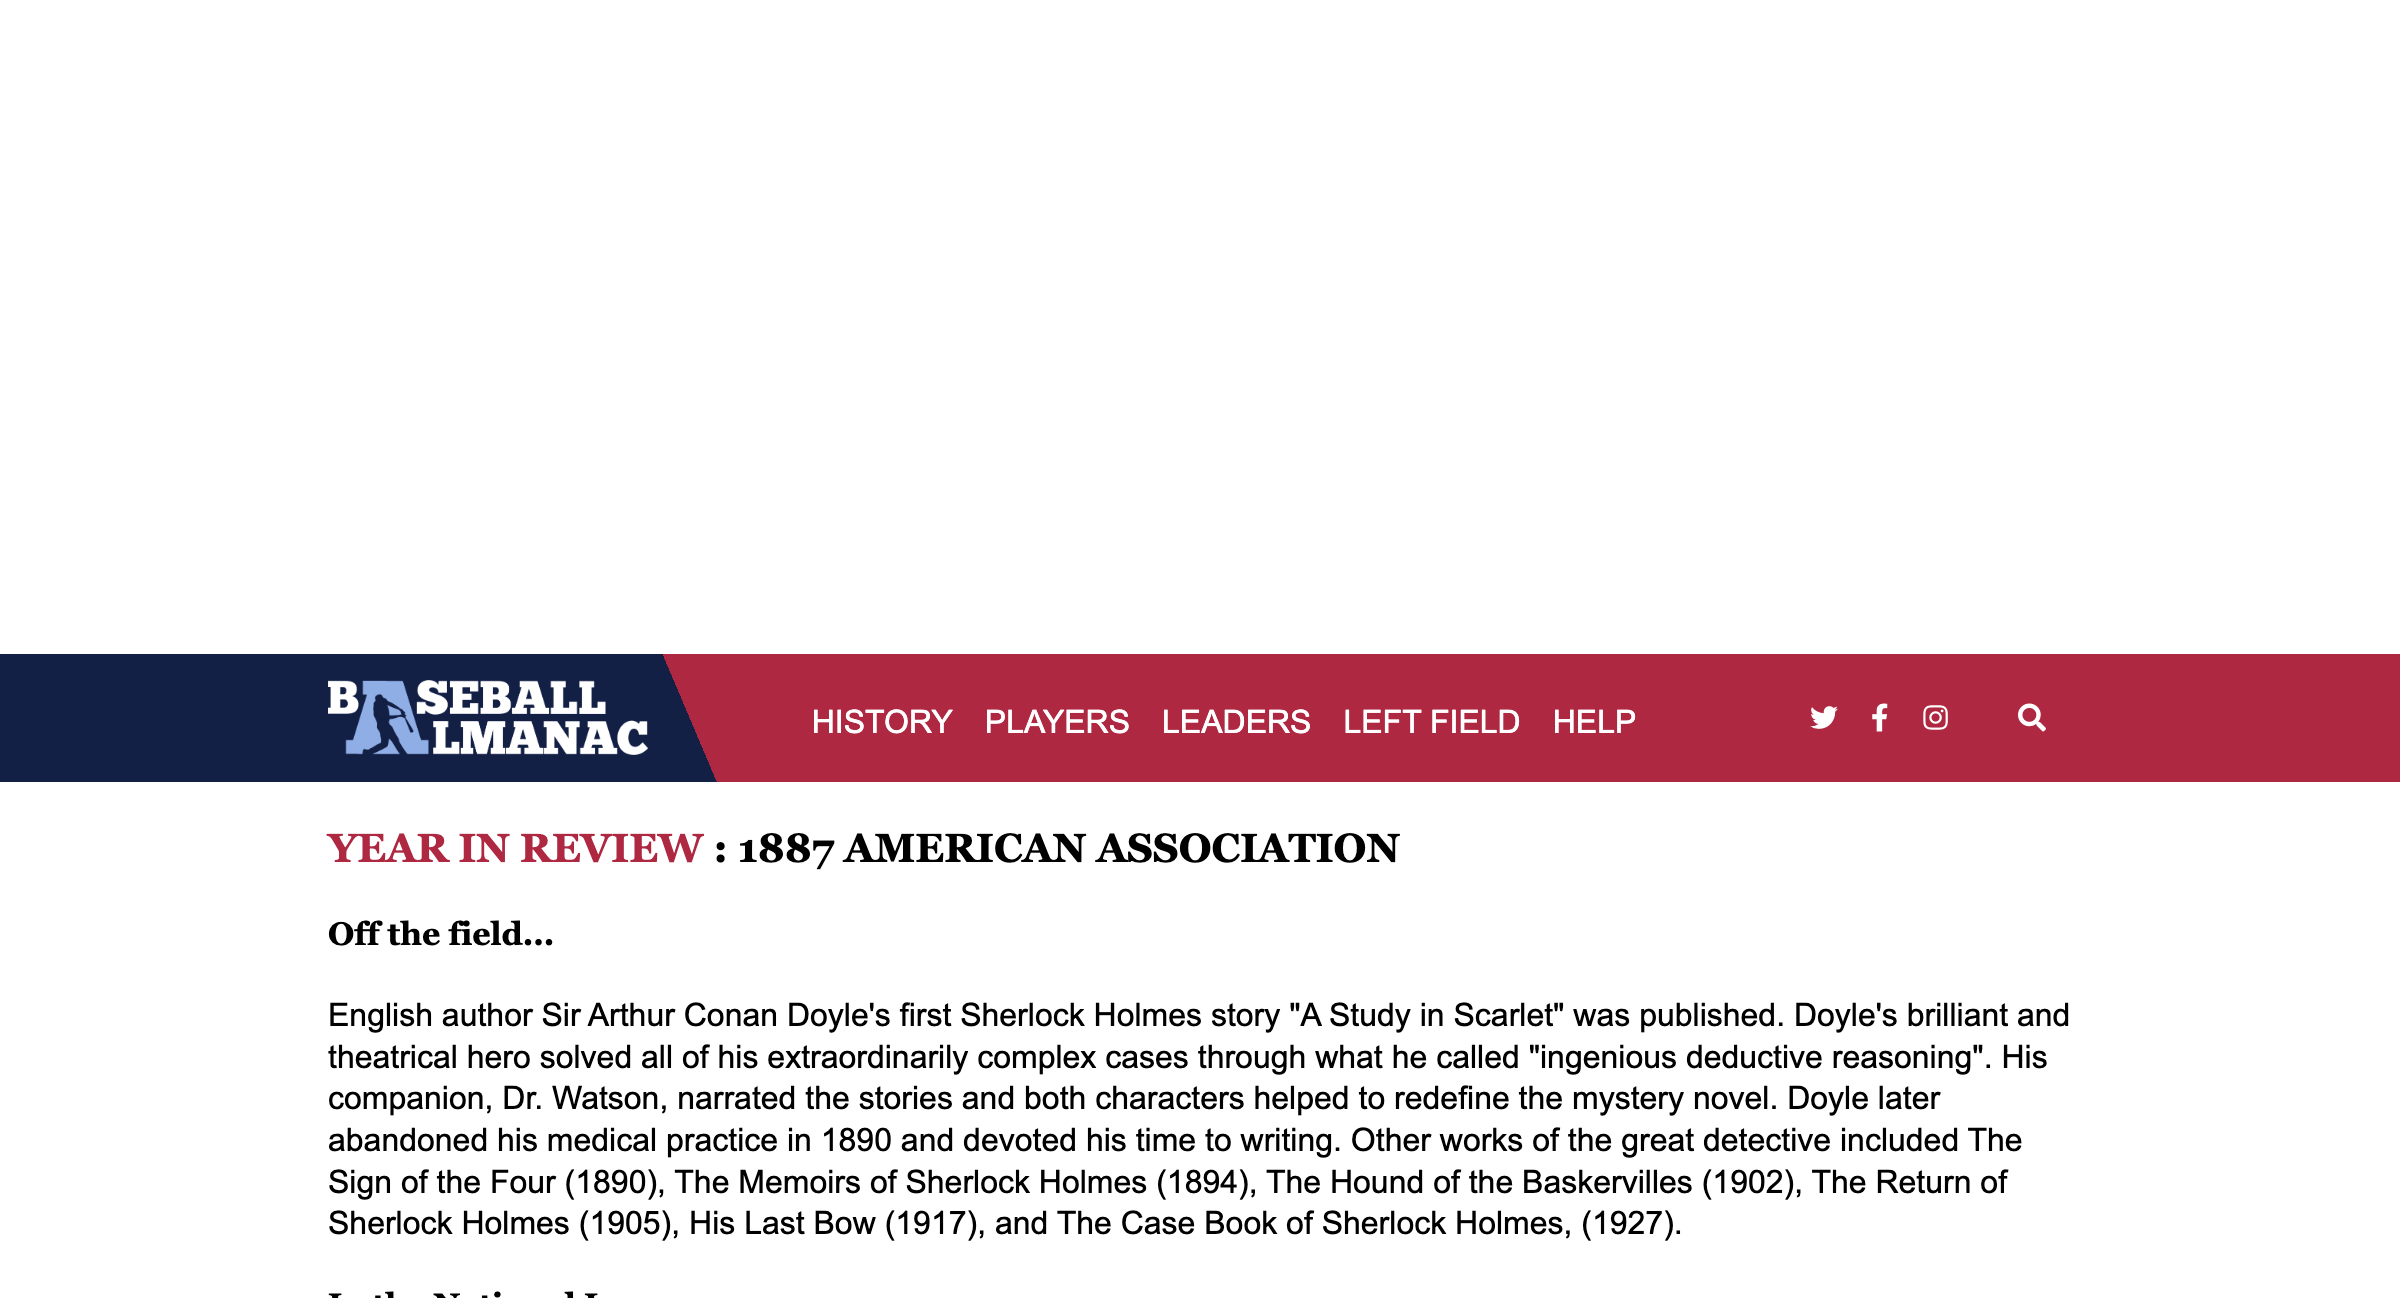 BASEBALL
ALMANAC
HISTORY PLAYERS LEADERS LEFT FIELD HELP
YEAR IN REVIEW : 1887 AMERICAN ASSOCIATION
Off the field...
English author Sir Arthur Conan Doyle's first Sherlock Holmes story "A Study in Scarlet" was published. Doyle's brilliant and
theatrical hero solved all of his extraordinarily complex cases through what he called "ingenious deductive reasoning". His
companion, Dr. Watson, narrated the stories and both characters helped to redefine the mystery novel. Doyle later
abandoned his medical practice in 1890 and devoted his time to writing. Other works of the great detective included The
Sign of the Four (1890), The Memoirs of Sherlock Holmes (1894), The Hound of the Baskervilles (1902), The Return of
Sherlock Holmes (1905), His Last Bow (1917), and The Case Book of Sherlock Holmes, (1927).